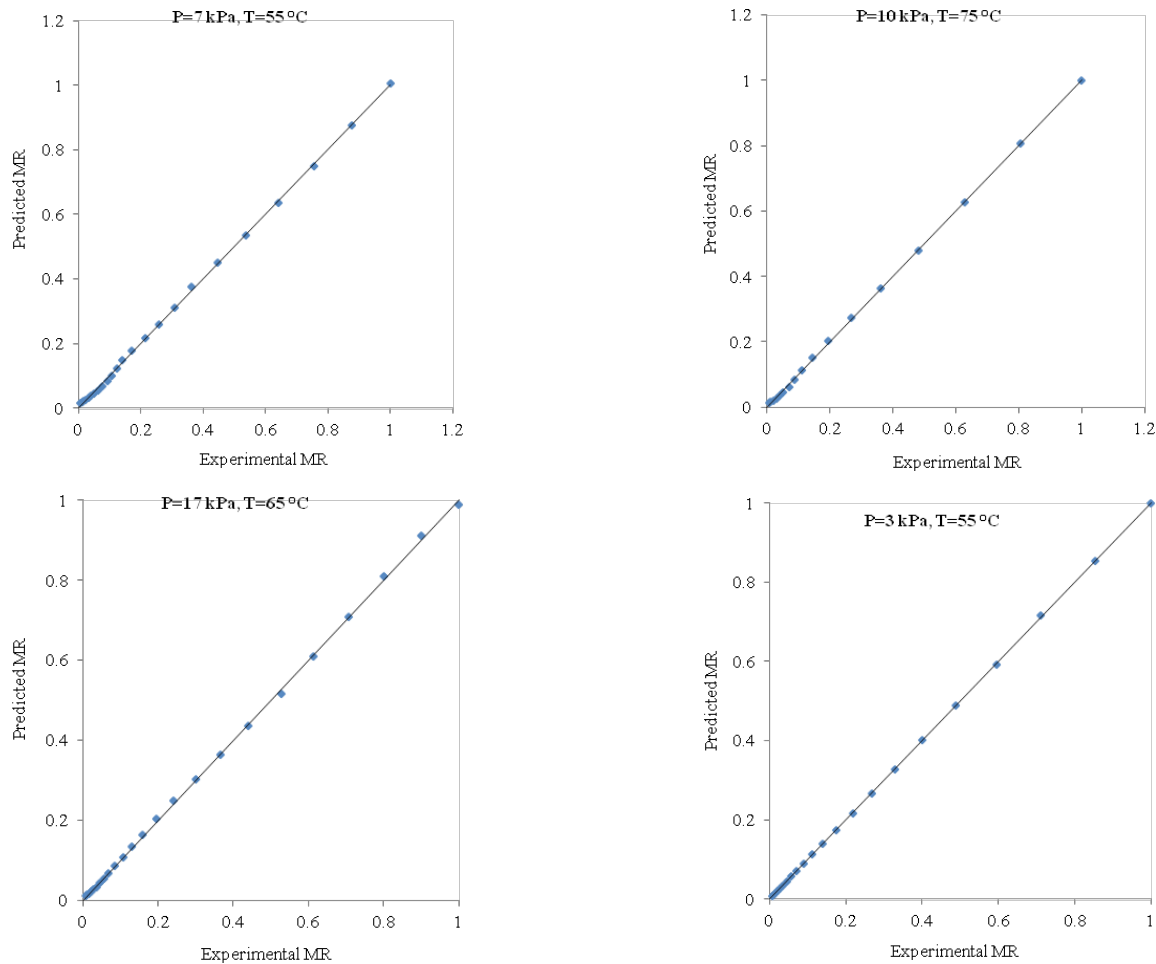 P=7 kPa, T=55 °C
1.2
1
0.8
0.6
0.4
0.2
0
Predicted MR
0 0.2 0.4 0.6 0.8 1 1.2
Experimental MR
P=10 kPa, T=75 °C
1.2
1
0.8
0.6
0.4
0.2
0
Predicted MR
0 0.2 0.4 0.6 0.8 1 1.2
Experimental MR
P=17 kPa, T=65 °C
1
0.8
0.6
0.4
0.2
0
Predicted MR
0 0.2 0.4 0.6 0.8 1
Experimental MR
P=3 kPa, T=55 °C
1
0.8
0.6
0.4
0.2
0
Predicted MR
0 0.2 0.4 0.6 0.8 1
Experimental MR